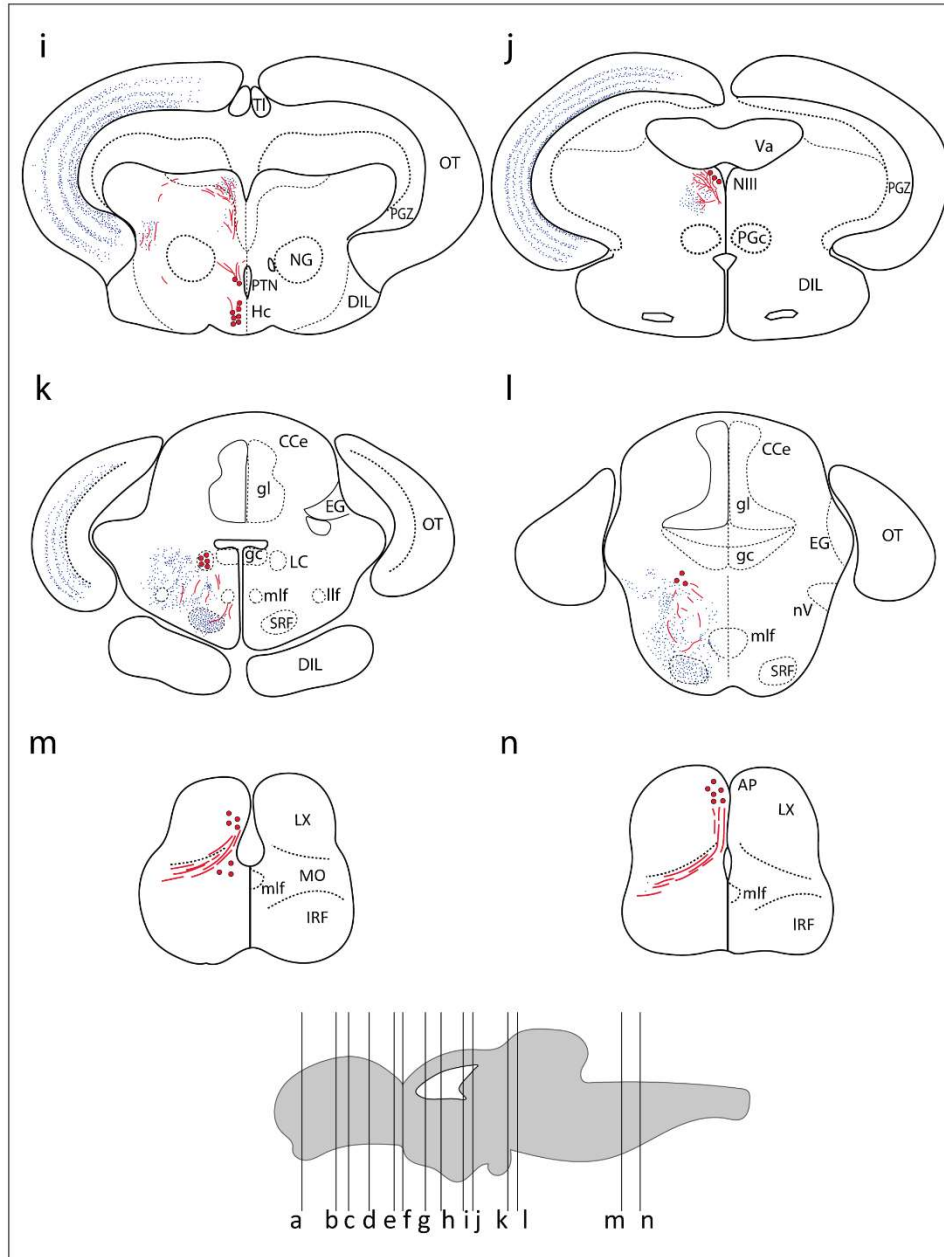 i
j
Tl
OT
PGZ
NG
PTN
DIL
Hc
Va
NIII
PGZ
PGc
DIL
k
l
CCe
gl
EG
OT
gc
LC
mlf
llf
SRF
DIL
CCe
gl
gc
EG
OT
nV
mlf
SRF
m
n
LX
MO
mlf
IRF
AP
LX
mlf
IRF
a b c d e f g h i j k l m n